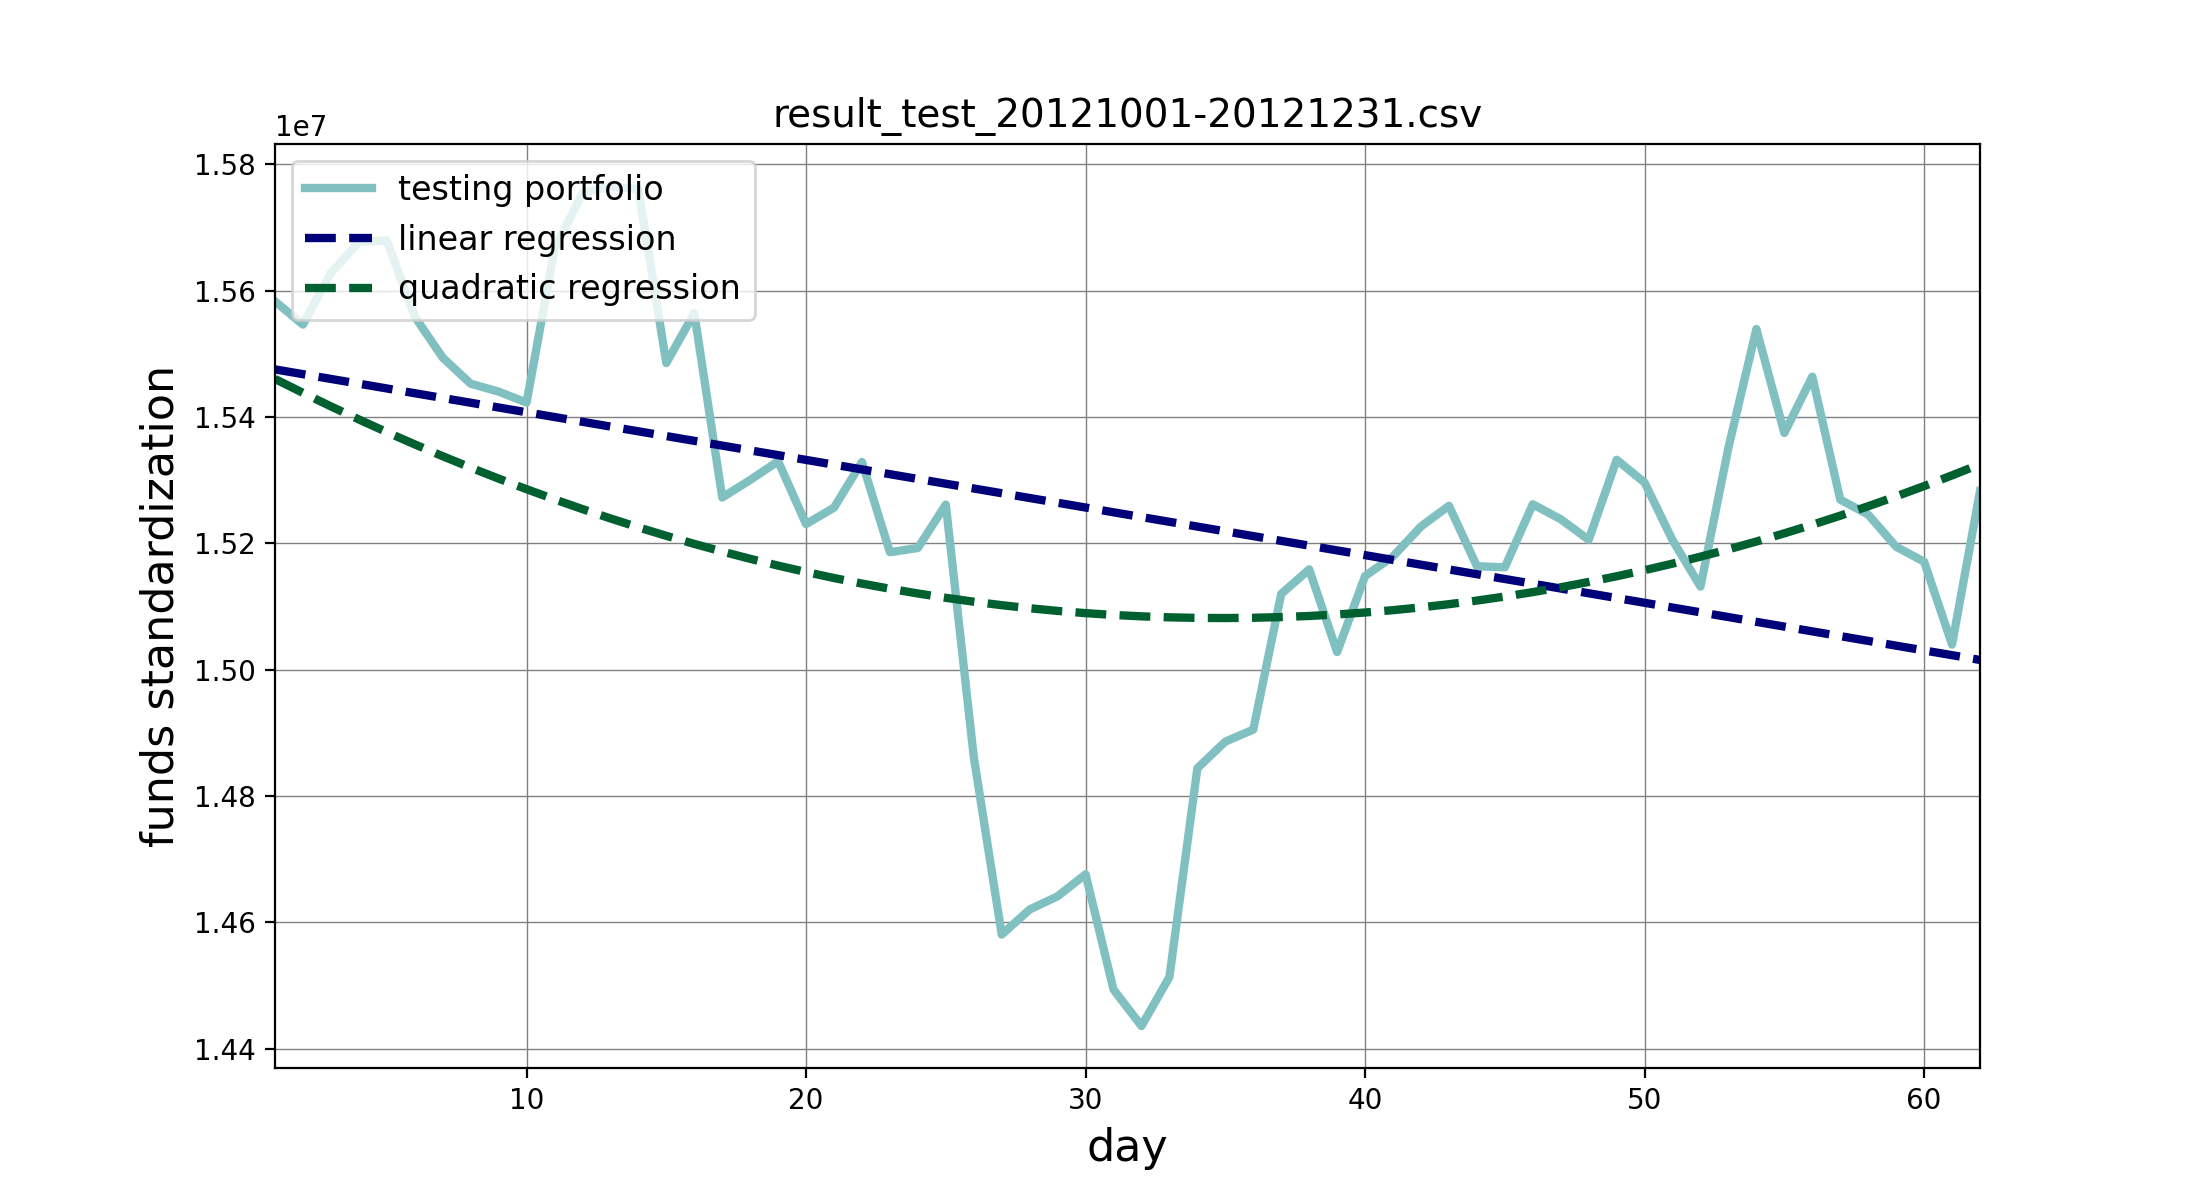 result_test_20121001-20121231.csv
1e7
1.58
1.56
1.54
1.52
1.50
1.48
1.46
1.44
funds standardization
testing portfolio
linear regression
quadratic regression
10 20 30 40 50 60
day